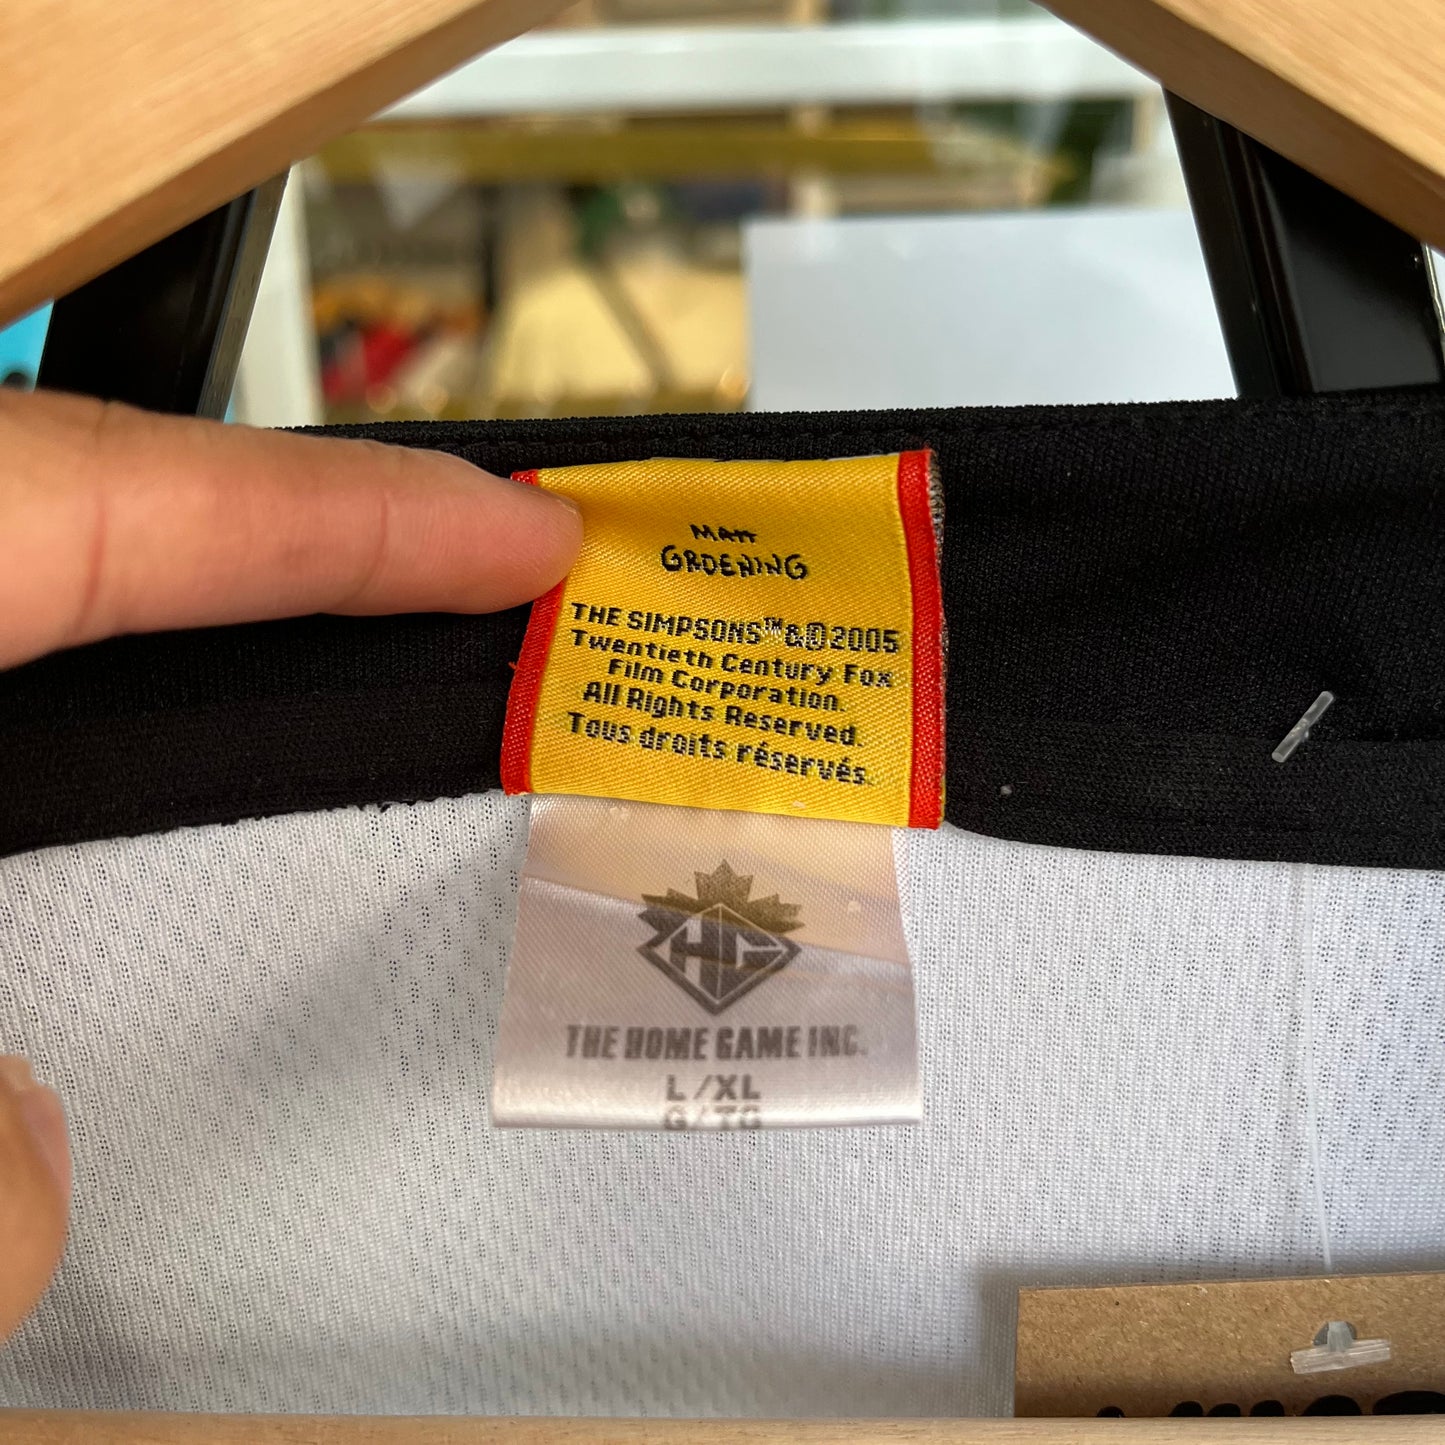 MATT
GROENING
THE SIMPSONS™&©2005
Twentieth Century Fox
Film Corporation.
All Rights Reserved.
Tous droits réservés.
HG
THE HOME GAME INC.
L/XL
G/TG